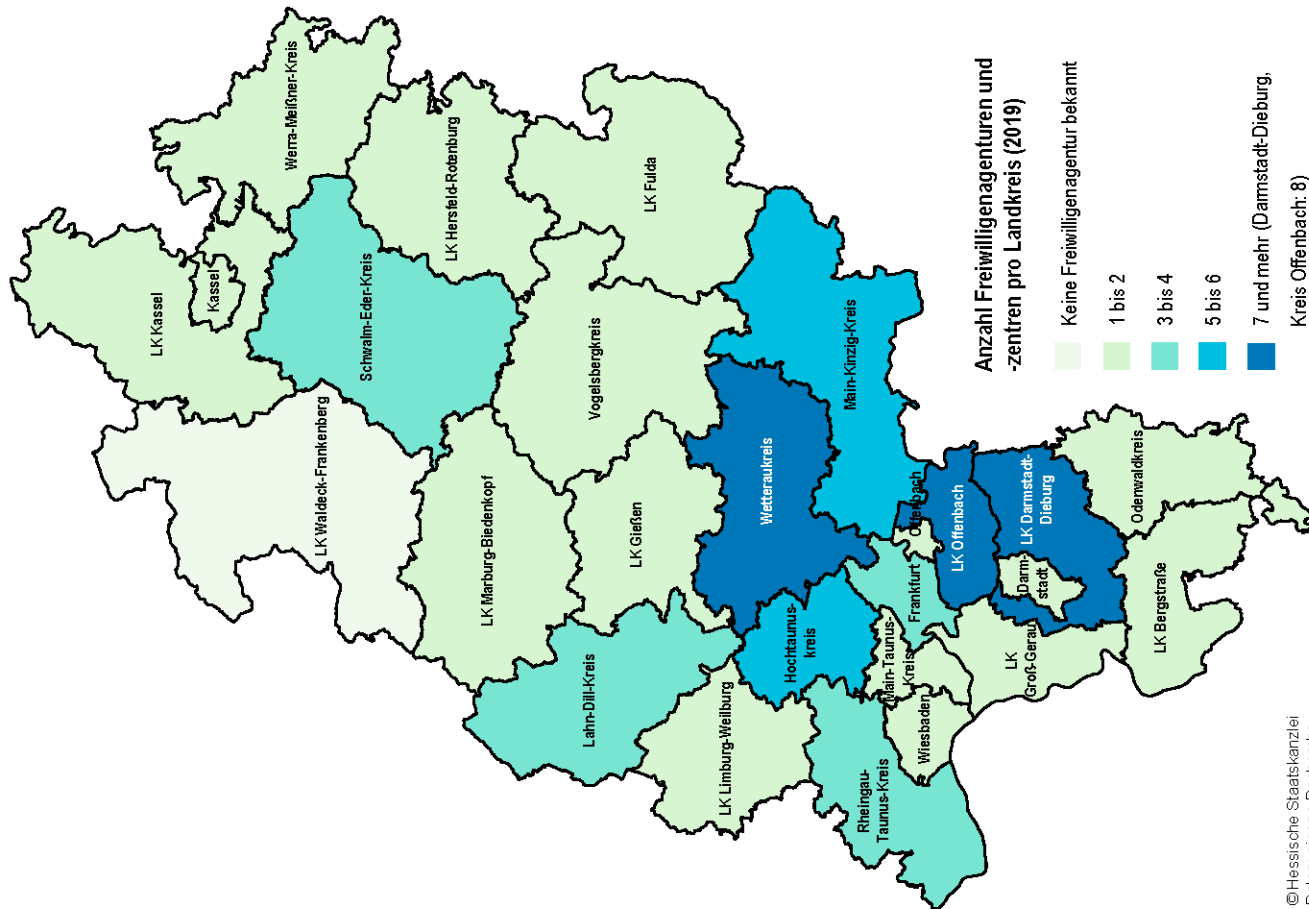 LK Kassel
Kassel
Werra-Meißner-Kreis
LK Waldeck-Frankenberg
Schwalm-Eder-Kreis
LK Hersfeld-Rotenburg
LK Marburg-Biedenkopf
Vogelsbergkreis
LK Fulda
Lahn-Dill-Kreis
LK Gießen
LK Limburg-Weilburg
Hochtaunus-
kreis
Wetteraukreis
Main-Kinzig-Kreis
Rheingau-
Taunus-Kreis
Wiesbaden
Main-Taunus-
Kreis
Frankfurt
Offenbach
LK Offenbach
LK
Groß-Gerau
Darm-
stadt
LK Darmstadt-
Dieburg
LK Bergstraße
Odenwaldkreis
Anzahl Freiwilligenagenturen und
-zentren pro Landkreis (2019)
Keine Freiwilligenagentur bekannt
1 bis 2
3 bis 4
5 bis 6
7 und mehr (Darmstadt-Dieburg,
Kreis Offenbach: 8)
©Hessische Staatskanzlei